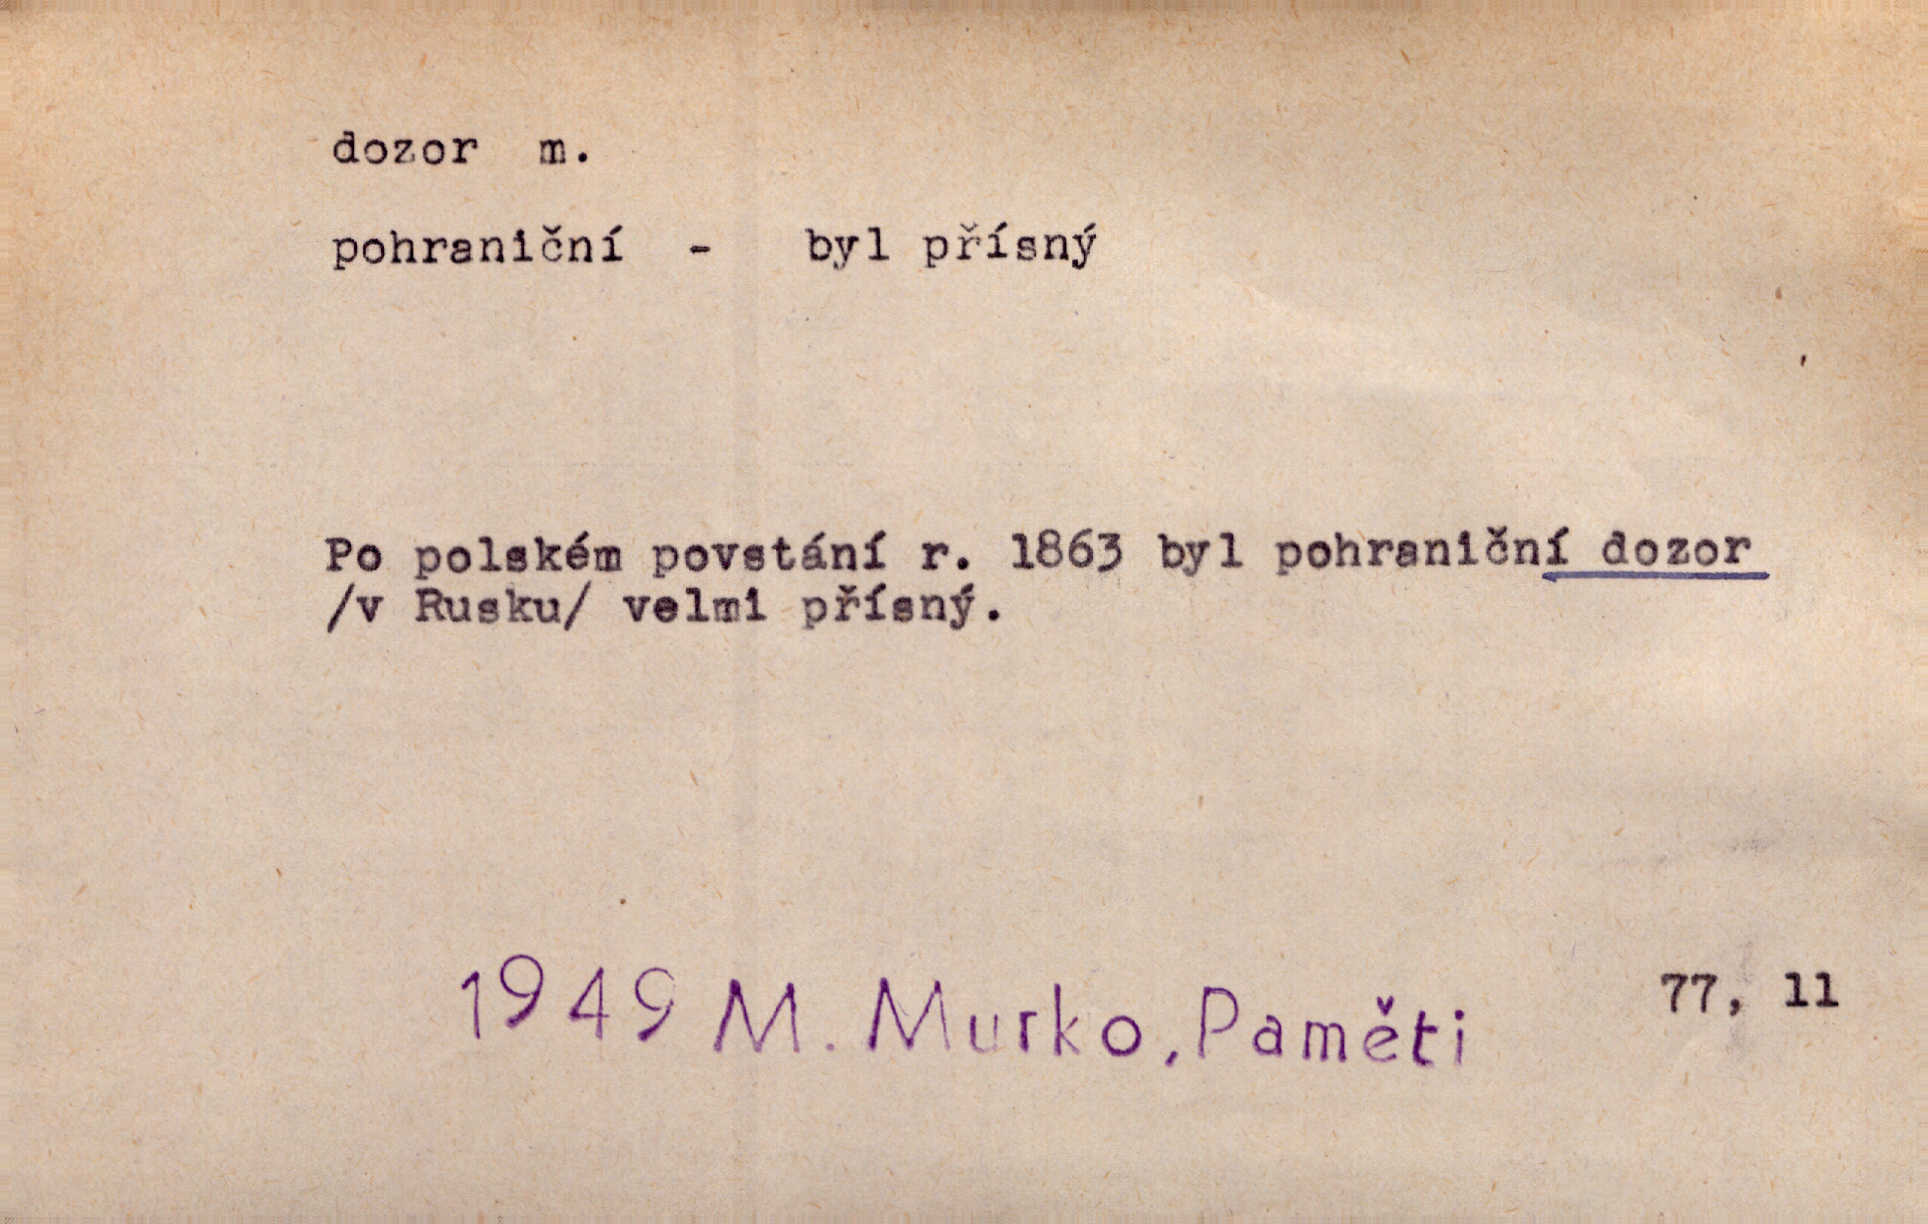 dozor m.
pohraniční - byl přísný
Po polském povstání r. 1863 byl pohraniční dozor
/v Rusku/ velmi přísný.
1949 M. Murko, Paměti
77, 11